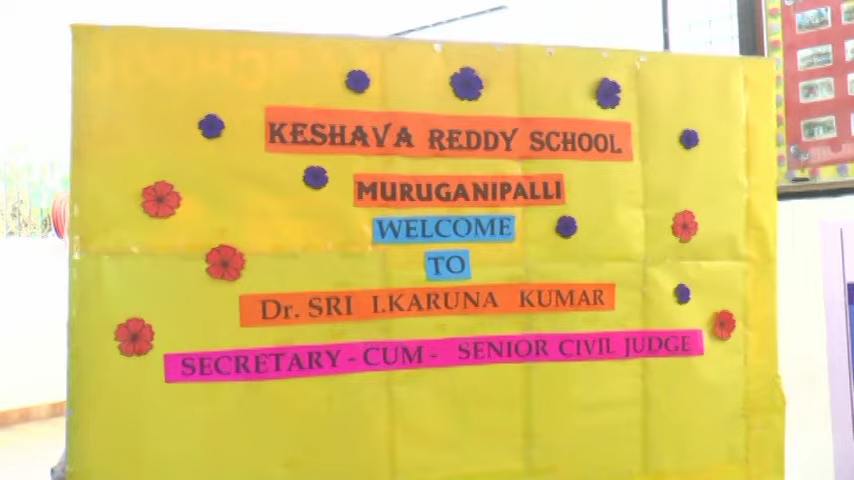 KESHAVA REDDY SCHOOL
MURUGANIPALLI
WELCOME
TO
Dr. SRI I.KARUNA KUMAR
SECRETARY - CUM - SENIOR CIVIL JUDGE